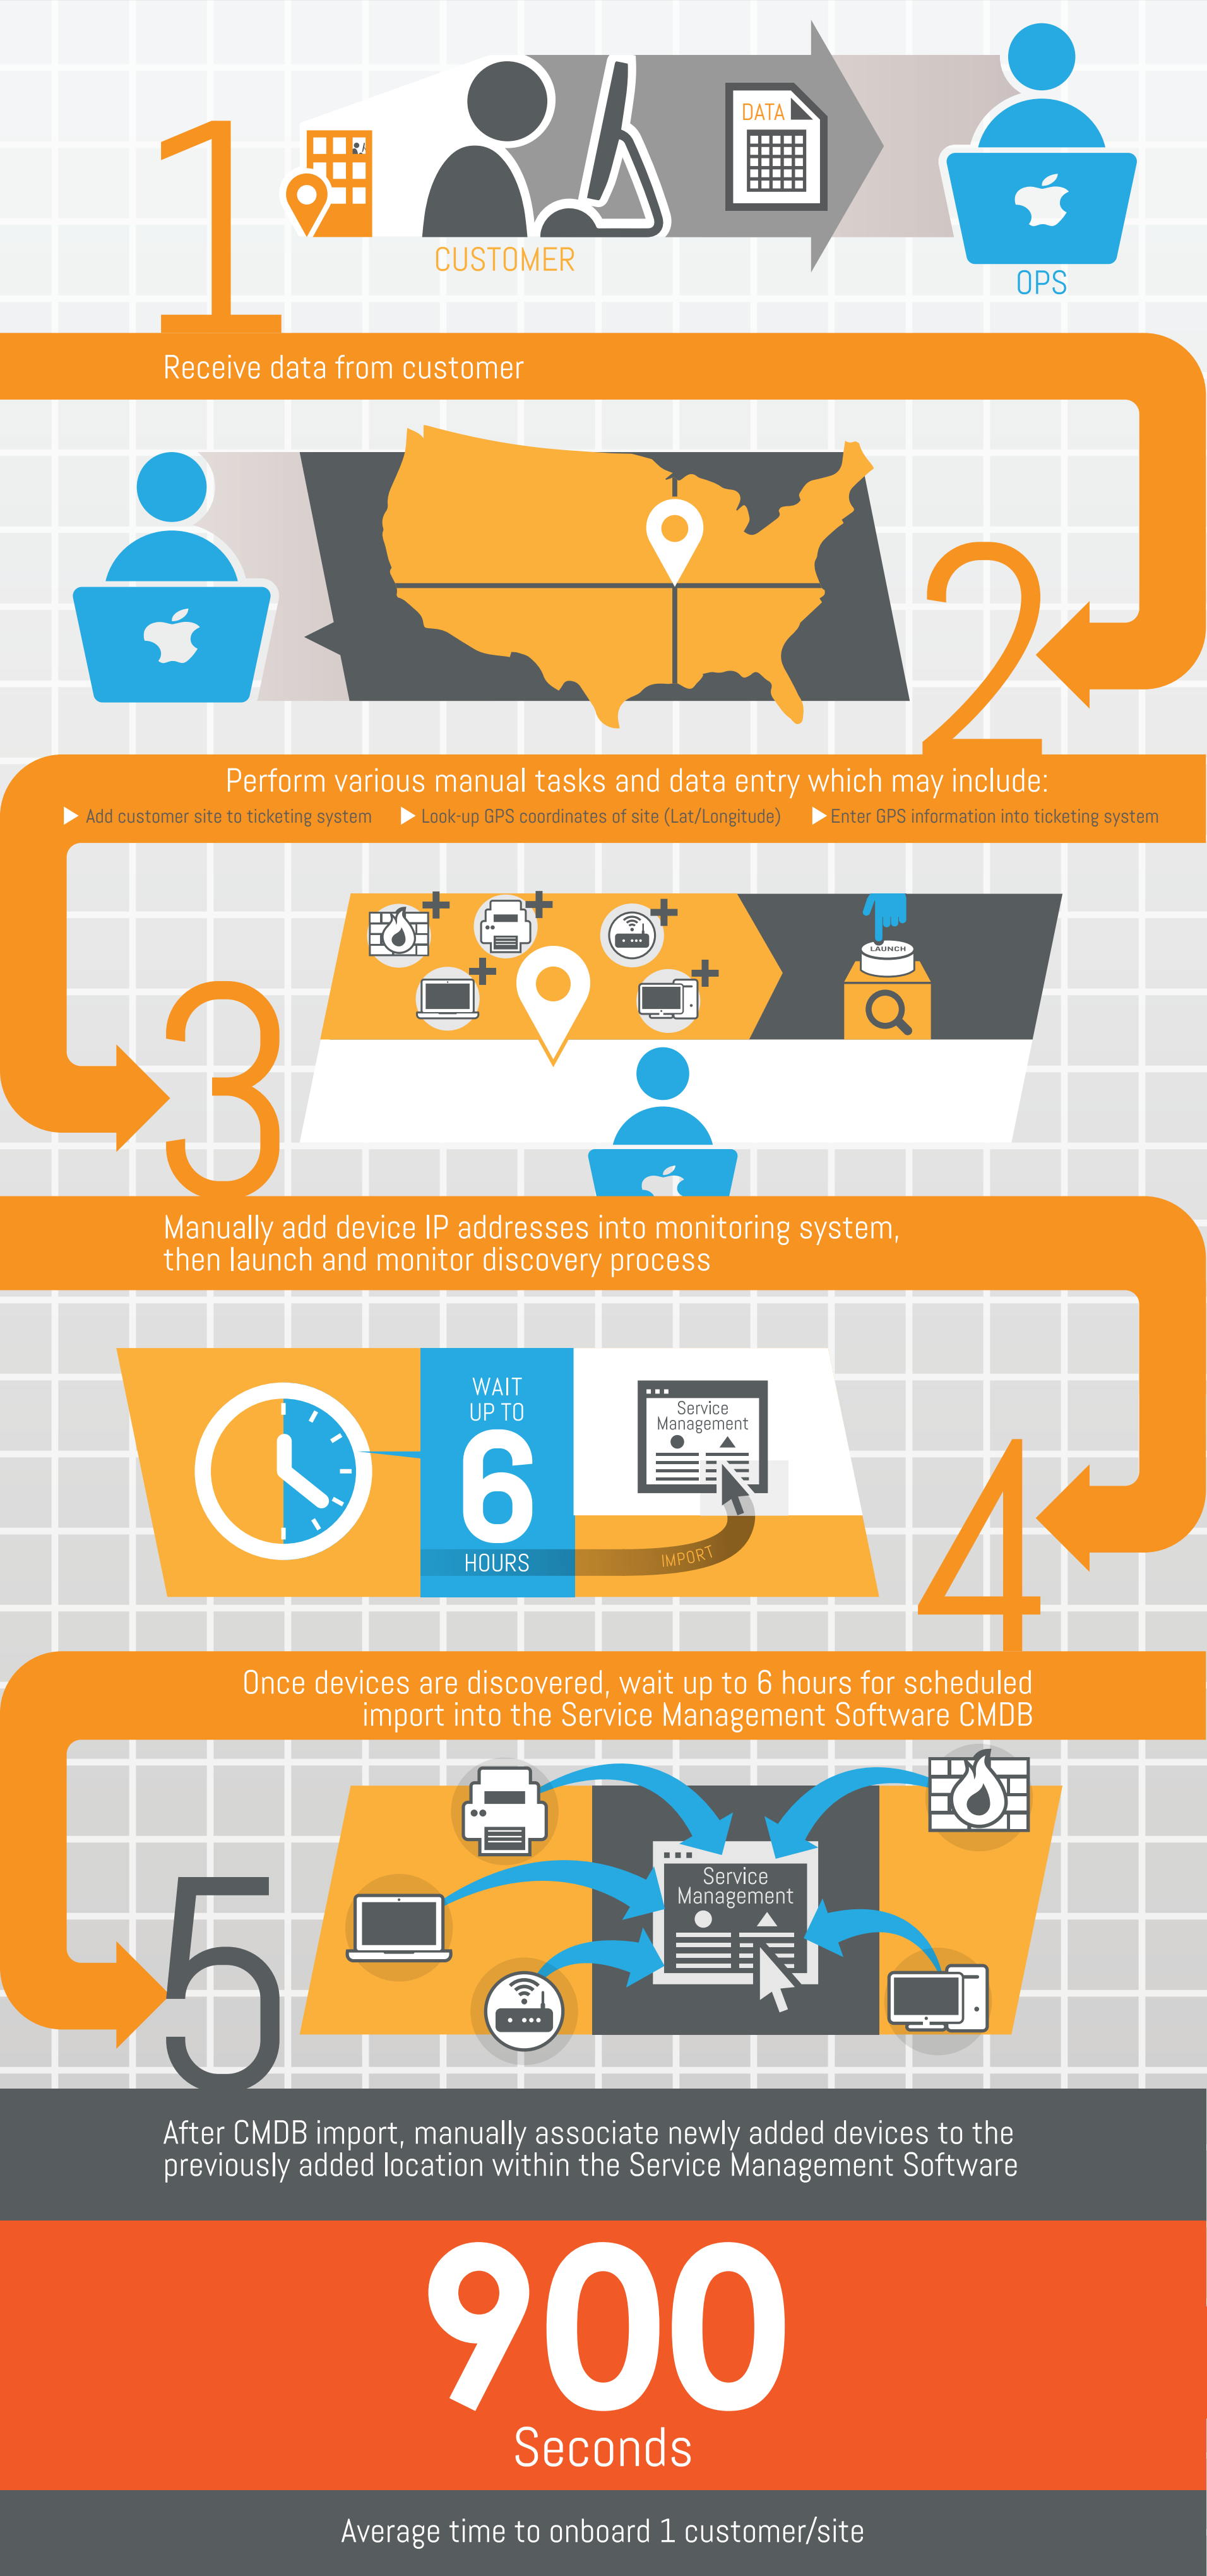 1
DATA
CUSTOMER
OPS
Receive data from customer
2
Perform various manual tasks and data entry which may include:
Add customer site to ticketing system
Look-up GPS coordinates of site (Lat/Longitude)
Enter GPS information into ticketing system
LAUNCH
3
Manually add device IP addresses into monitoring system,
then launch and monitor discovery process
WAIT
UP TO
6
HOURS
Service
Management
IMPORT
4
Once devices are discovered, wait up to 6 hours for scheduled
import into the Service Management Software CMDB
Service
Management
5
After CMDB import, manually associate newly added devices to the
previously added location within the Service Management Software
900
Seconds
Average time to onboard 1 customer/site